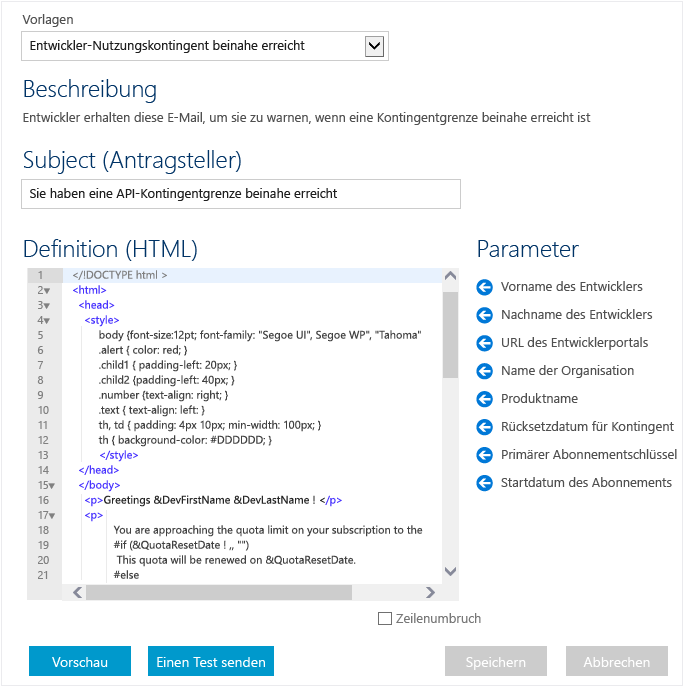 Vorlagen
Entwickler-Nutzungskontingent beinahe erreicht
Beschreibung
Entwickler erhalten diese E-Mail, um sie zu warnen, wenn eine Kontingentgrenze beinahe erreicht ist
Subject (Antragsteller)
Sie haben eine API-Kontingentgrenze beinahe erreicht
Definition (HTML)
1 </!DOCTYPE html >
2 <html>
3 <head>
4 <style>
5 body {font-size:12pt; font-family: "Segoe UI", Segoe WP", "Tahoma"
6 .alert { color: red; }
7 .child1 { padding-left: 20px; }
8 .child2 {padding-left: 40px; }
9 .number {text-align: right; }
10 .text { text-align: left: }
11 th, td { padding: 4px 10px; min-width: 100px; }
12 th { background-color: #DDDDDD; }
13 </style>
14 </head>
15 </body>
16 <p>Greetings &DevFirstName &DevLastName ! </p>
17 <p>
18 You are approaching the quota limit on your subscription to the
19 #if (&QuotaResetDate ! ,, "")
20 This quota will be renewed on &QuotaResetDate.
21 #else
Parameter
Vorname des Entwicklers
Nachname des Entwicklers
URL des Entwicklerportals
Name der Organisation
Produktname
Rücksetzdatum für Kontingent
Primärer Abonnementschlüssel
Startdatum des Abonnements
Zeilenumbruch
Vorschau
Einen Test senden
Speichern
Abbrechen